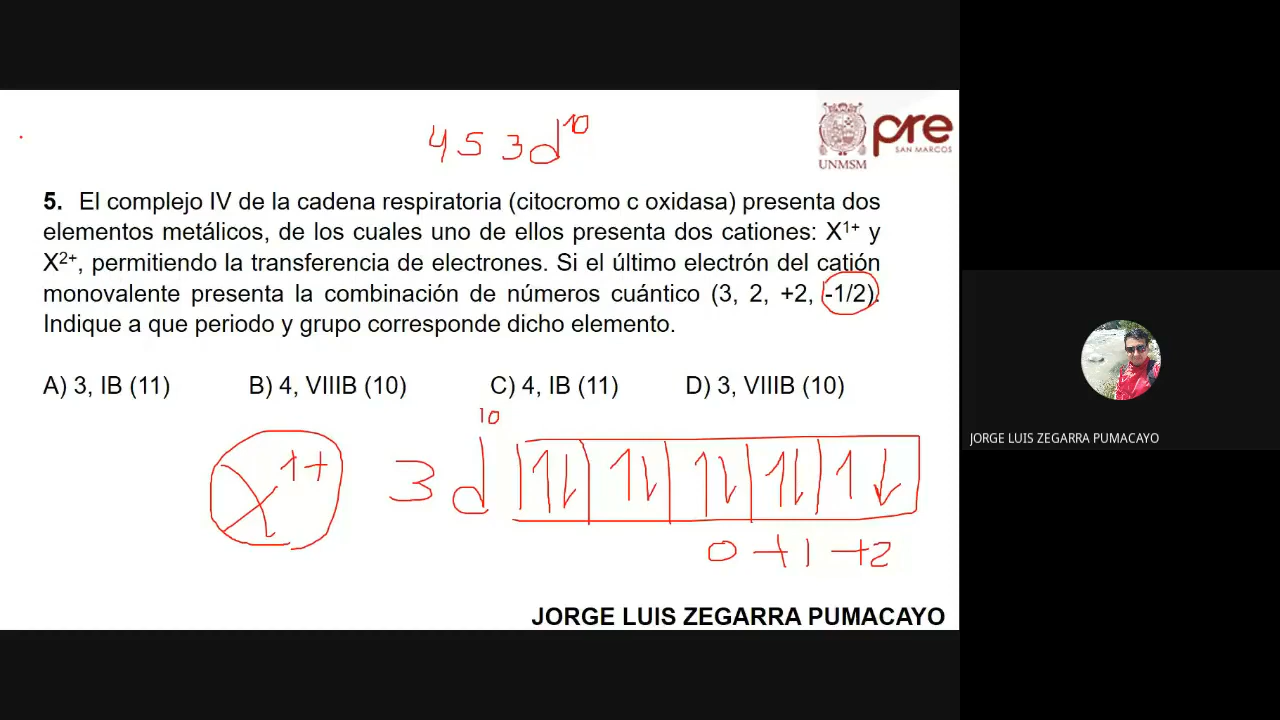 4s 3d10
pre
SAN MARCOS
UNMSM
5. El complejo IV de la cadena respiratoria (citocromo c oxidasa) presenta dos
elementos metálicos, de los cuales uno de ellos presenta dos cationes: X1+ y
X2+, permitiendo la transferencia de electrones. Si el último electrón del catión
monovalente presenta la combinación de números cuántico (3, 2, +2, -1/2).
Indique a que periodo y grupo corresponde dicho elemento.
A) 3, IB (11) B) 4, VIIIB (10) C) 4, IB (11) D) 3, VIIIB (10)
X1+ 3d10
0 +1 +2
JORGE LUIS ZEGARRA PUMACAYO
JORGE LUIS ZEGARRA PUMACAYO